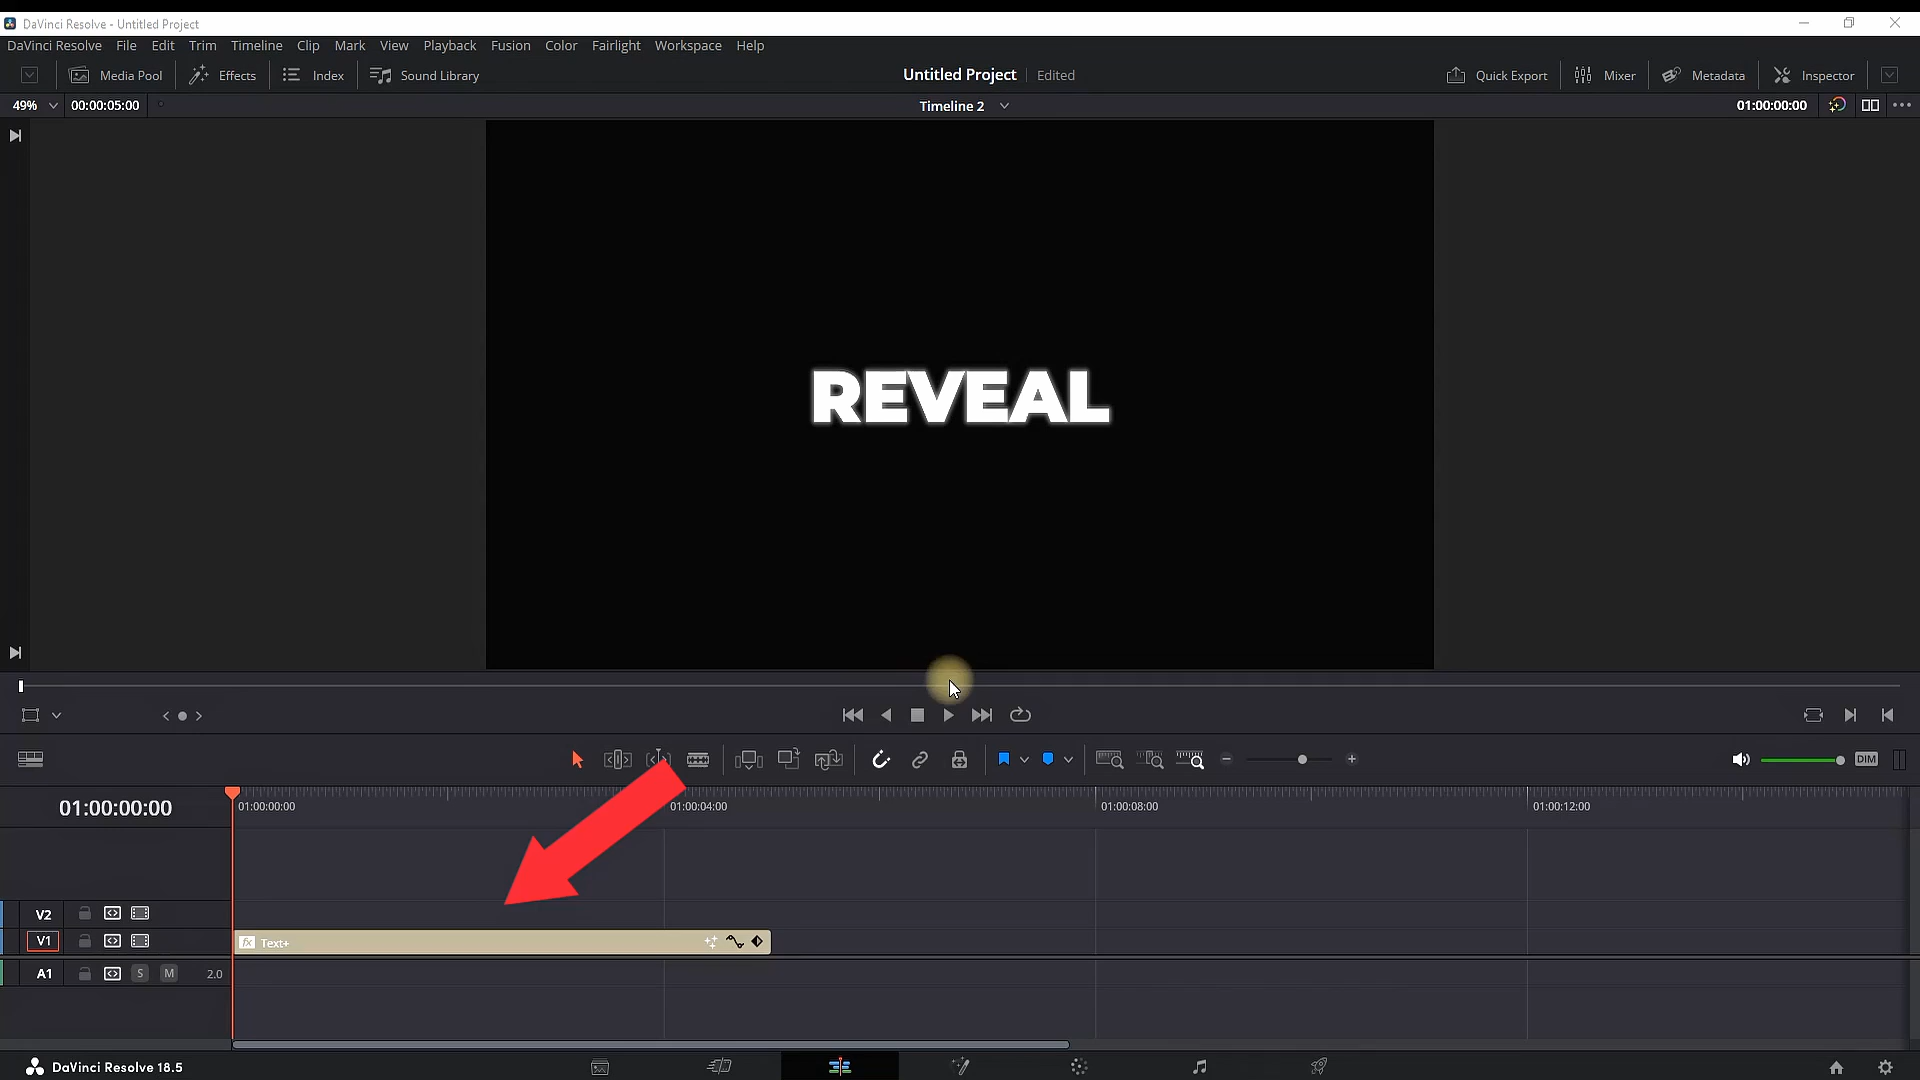 DaVinci Resolve - Untitled Project
DaVinci Resolve File Edit Trim Timeline Clip Mark View Playback Fusion Color Fairlight Workspace Help
Media Pool Effects Index Sound Library Untitled Project Edited Quick Export Mixer Metadata Inspector
49% 00:00:05:00 Timeline 2 01:00:00:00
REVEAL
DIM
01:00:00:00 01:00:00:00 01:00:04:00 01:00:08:00 01:00:12:00
V2
V1 fx Text+
A1 S M 2.0
DaVinci Resolve 18.5